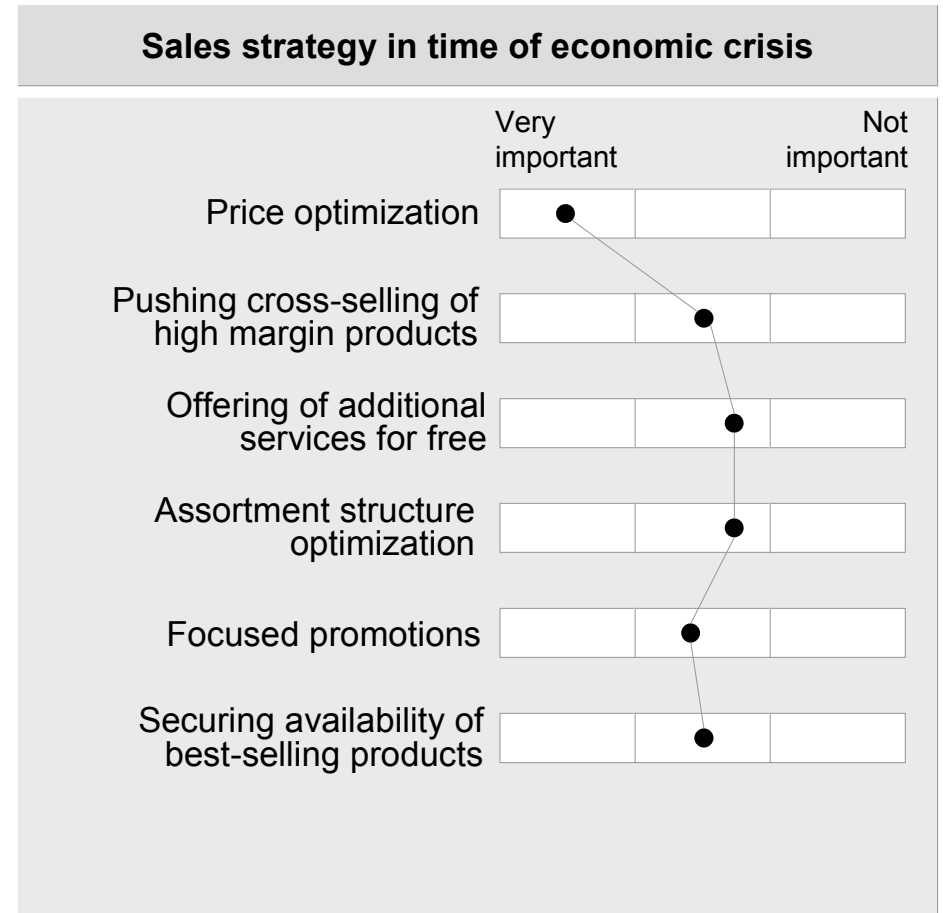 Sales strategy in time of economic crisis
Very
important
Not
important
Price optimization
Pushing cross-selling of
high margin products
Offering of additional
services for free
Assortment structure
optimization
Focused promotions
Securing availability of
best-selling products